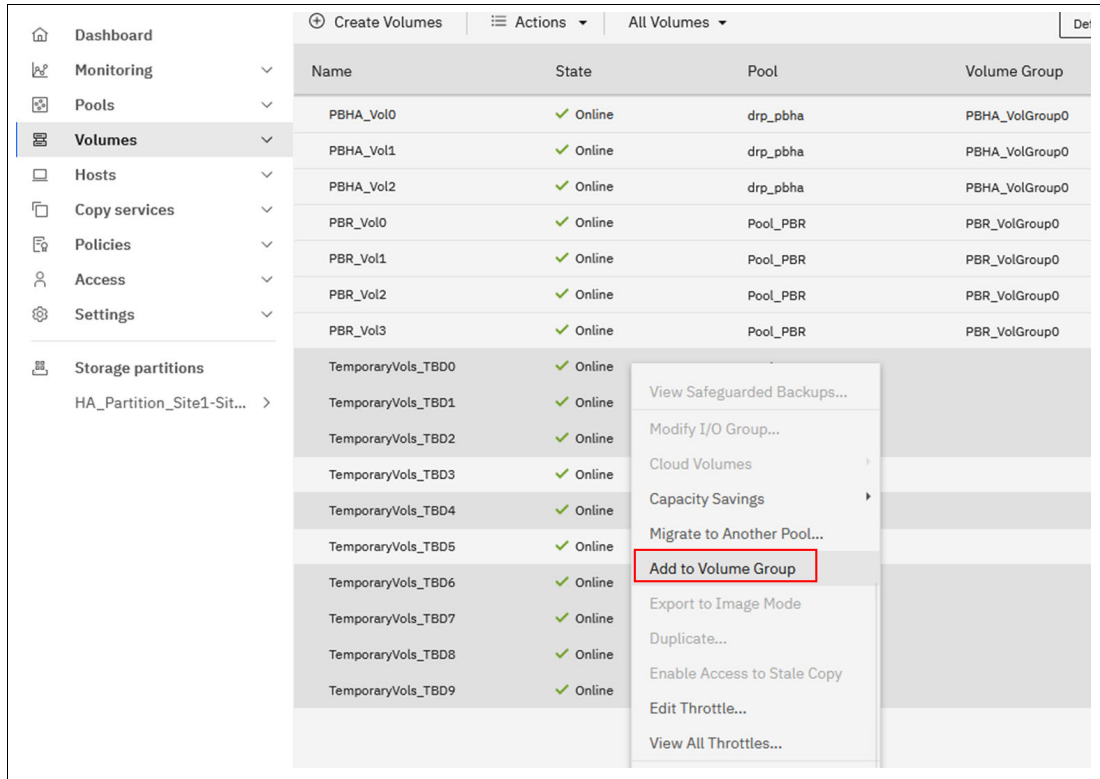 Dashboard
Monitoring
Pools
Volumes
Hosts
Copy services
Policies
Access
Settings
Storage partitions
HA_Partition_Site1-Sit...
Create Volumes Actions All Volumes
Name State Pool Volume Group
PBHA_Vol0 Online drp_pbha PBHA_VolGroup0
PBHA_Vol1 Online drp_pbha PBHA_VolGroup0
PBHA_Vol2 Online drp_pbha PBHA_VolGroup0
PBR_Vol0 Online Pool_PBR PBR_VolGroup0
PBR_Vol1 Online Pool_PBR PBR_VolGroup0
PBR_Vol2 Online Pool_PBR PBR_VolGroup0
PBR_Vol3 Online Pool_PBR PBR_VolGroup0
TemporaryVols_TBD0 Online
TemporaryVols_TBD1 Online
TemporaryVols_TBD2 Online
TemporaryVols_TBD3 Online
TemporaryVols_TBD4 Online
TemporaryVols_TBD5 Online
TemporaryVols_TBD6 Online
TemporaryVols_TBD7 Online
TemporaryVols_TBD8 Online
TemporaryVols_TBD9 Online
View Safeguarded Backups...
Modify I/O Group...
Cloud Volumes
Capacity Savings
Migrate to Another Pool...
Add to Volume Group
Export to Image Mode
Duplicate...
Enable Access to Stale Copy
Edit Throttle...
View All Throttles...